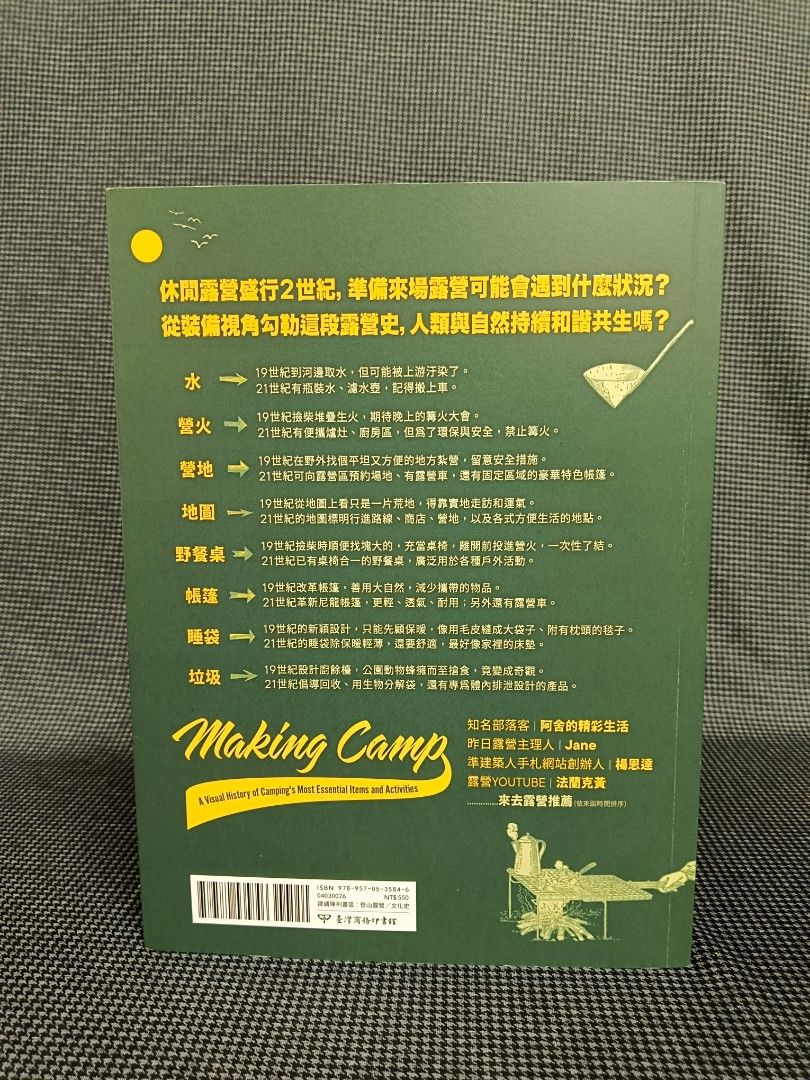 休閒露營盛行2世紀，準備來場露營可能會遇到什麼狀況？
從裝備視角勾勒這段露營史，人類與自然持續和諧共生嗎？
水
19世紀到河邊取水，但可能被上游汙染了。
21世紀有瓶裝水、濾水壺，記得搬上車。
營火
19世紀撿柴堆疊生火，期待晚上的篝火大會。
21世紀有便攜爐灶、廚房區，但為了環保與安全，禁止篝火。
營地
19世紀在野外找個平坦又方便的地方紮營，留意安全措施。
21世紀可向露營區預約場地、有露營車，還有固定區域的豪華特色帳篷。
地圖
19世紀從地圖上看只是一片荒地，得靠實地走訪和運氣。
21世紀的地圖標明行進路線、商店、營地，以及各式方便生活的地點。
野餐桌
19世紀撿柴時順便找塊大的，充當桌椅，離開前投進營火，一次性了結。
21世紀已有桌椅合一的野餐桌，廣泛用於各種戶外活動。
帳篷
19世紀改革帳篷，善用大自然，減少攜帶的物品。
21世紀革新尼龍帳篷，更輕、透氣、耐用；另外還有露營車。
睡袋
19世紀的新穎設計，只能先顧保暖，像用毛皮縫成大袋子、附有枕頭的毯子。
21世紀的睡袋除保暖輕薄，還要舒適，最好像家裡的床墊。
垃圾
19世紀設計廚餘檯，公園動物蜂擁而至搶食，竟變成奇觀。
21世紀倡導回收、用生物分解袋，還有專為體內排泄設計的產品。
Making Camp
A Visual History of Camping's Most Essential Items and Activities
知名部落客｜阿舍的精彩生活
昨日露營主理人｜Jane
準建築人手札網站創辦人｜楊恩達
露營YOUTUBE｜法蘭克黃
............來去露營推薦（依來函時間排序）
ISBN 978-957-05-3584-6
04030026 NT$550
建議陳列書區：登山露營／文化史
臺灣商務印書館